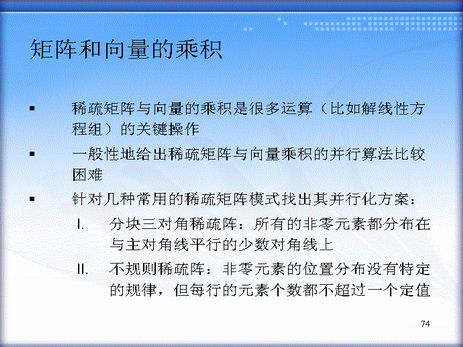 矩阵和向量的乘积
▪ 稀疏矩阵与向量的乘积是很多运算（比如解线性方
程组）的关键操作
▪ 一般性地给出稀疏矩阵与向量乘积的并行算法比较
困难
▪ 针对几种常用的稀疏矩阵模式找出其并行化方案：
I. 分块三对角稀疏阵：所有的非零元素都分布在
与主对角线平行的少数对角线上
II. 不规则稀疏阵：非零元素的位置分布没有特定
的规律，但每行的元素个数都不超过一个定值
74